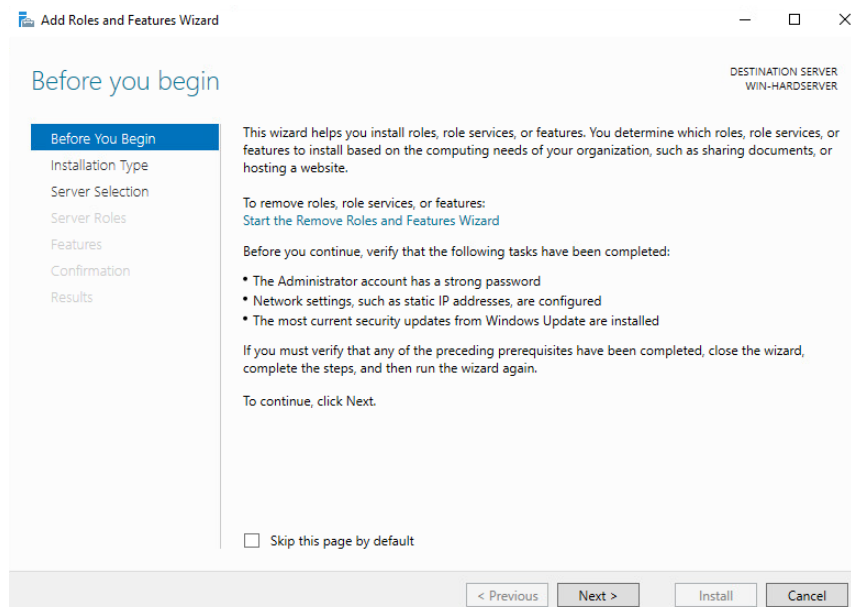 Add Roles and Features Wizard
Before you begin
DESTINATION SERVER
WIN-HARDSERVER
Before You Begin
Installation Type
Server Selection
Server Roles
Features
Confirmation
Results
This wizard helps you install roles, role services, or features. You determine which roles, role services, or
features to install based on the computing needs of your organization, such as sharing documents, or
hosting a website.
To remove roles, role services, or features:
Start the Remove Roles and Features Wizard
Before you continue, verify that the following tasks have been completed:
• The Administrator account has a strong password
• Network settings, such as static IP addresses, are configured
• The most current security updates from Windows Update are installed
If you must verify that any of the preceding prerequisites have been completed, close the wizard,
complete the steps, and then run the wizard again.
To continue, click Next.
Skip this page by default
< Previous
Next >
Install
Cancel